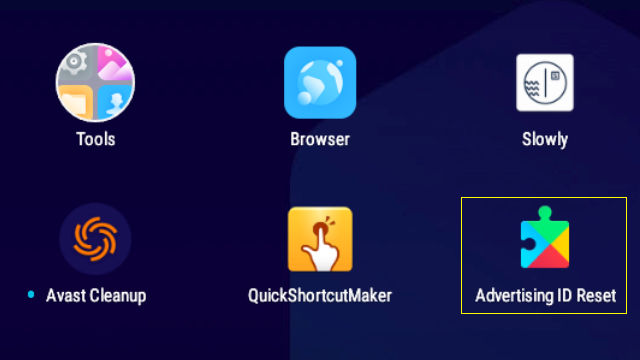 Tools
Browser
Slowly
Avast Cleanup
QuickShortcutMaker
Advertising ID Reset